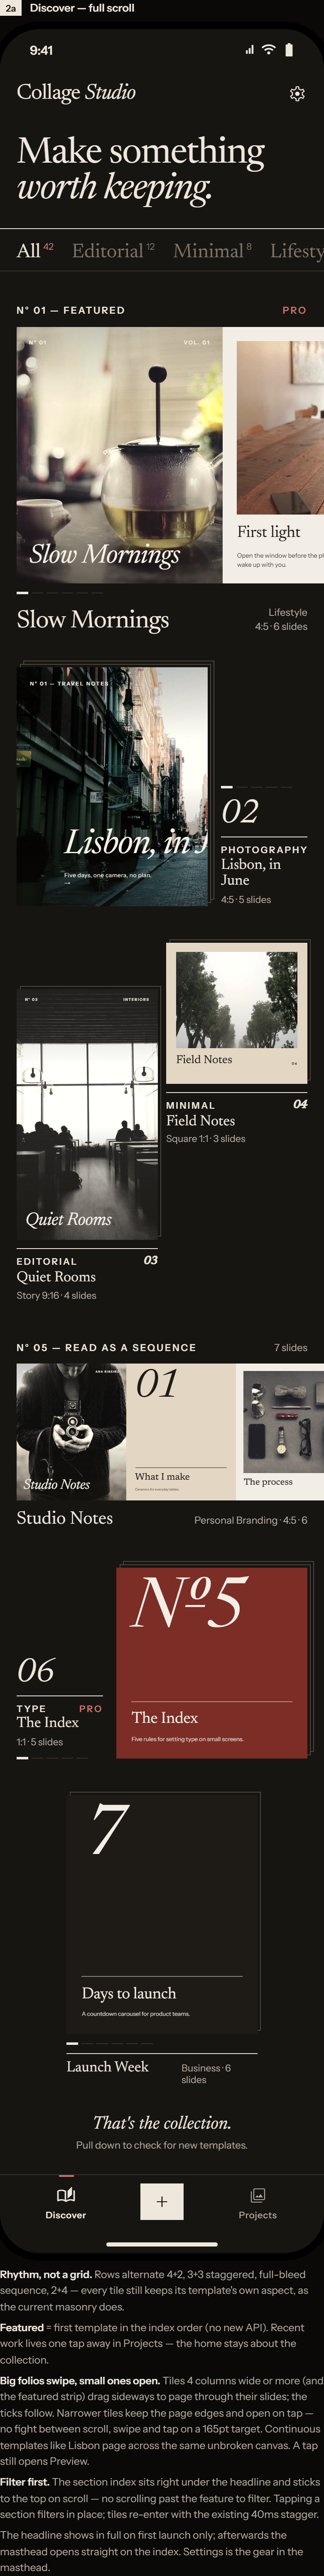 2a Discover — full scroll
9:41
Collage Studio
Make something
worth keeping.
All 42 Editorial 12 Minimal 8 Lifesty
N° 01 — FEATURED PRO
N° 01 VOL. 01
Slow Mornings
First light
Open the window before the ph
wake up with you.
Slow Mornings
Lifestyle
4:5 · 6 slides
N° 01 — TRAVEL NOTES
Lisbon, in J
Five days, one camera, no plan.
→
02
PHOTOGRAPHY
Lisbon, in
June
4:5 · 5 slides
N° 03 INTERIORS
Quiet Rooms
EDITORIAL 03
Quiet Rooms
Story 9:16 · 4 slides
Field Notes 04
MINIMAL 04
Field Notes
Square 1:1 · 3 slides
N° 05 — READ AS A SEQUENCE 7 slides
Studio Notes
01
What I make
The process
Studio Notes Personal Branding · 4:5 · 6
06
TYPE PRO
The Index
1:1 · 5 slides
Nº5
The Index
Five rules for setting type on small screens.
7
Days to launch
A countdown carousel for product teams.
Launch Week
Business · 6
slides
That's the collection.
Pull down to check for new templates.
Discover
+
Projects
Rhythm, not a grid. Rows alternate 4+2, 3+3 staggered, full-bleed
sequence, 2+4 — every tile still keeps its template's own aspect, as
the current masonry does.
Featured = first template in the index order (no new API). Recent
work lives one tap away in Projects — the home stays about the
collection.
Big folios swipe, small ones open. Tiles 4 columns wide or more (and
the featured strip) drag sideways to page through their slides; the
ticks follow. Narrower tiles keep the page edges and open on tap —
no fight between scroll, swipe and tap on a 165pt target. Continuous
templates like Lisbon page across the same unbroken canvas. A tap
still opens Preview.
Filter first. The section index sits right under the headline and sticks
to the top on scroll — no scrolling past the feature to filter. Tapping a
section filters in place; tiles re-enter with the existing 40ms stagger.
The headline shows in full on first launch only; afterwards the
masthead opens straight on the index. Settings is the gear in the
masthead.